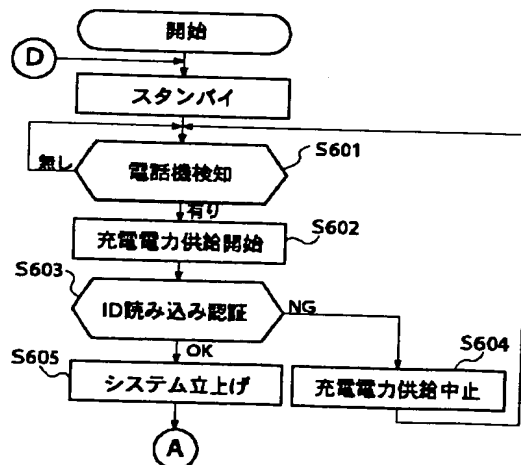 開始
D
スタンバイ
無し
電話機検知
S601
有り
充電電力供給開始
S602
S603
ID読み込み認証
NG
OK
S605
システム立上げ
S604
充電電力供給中止
A